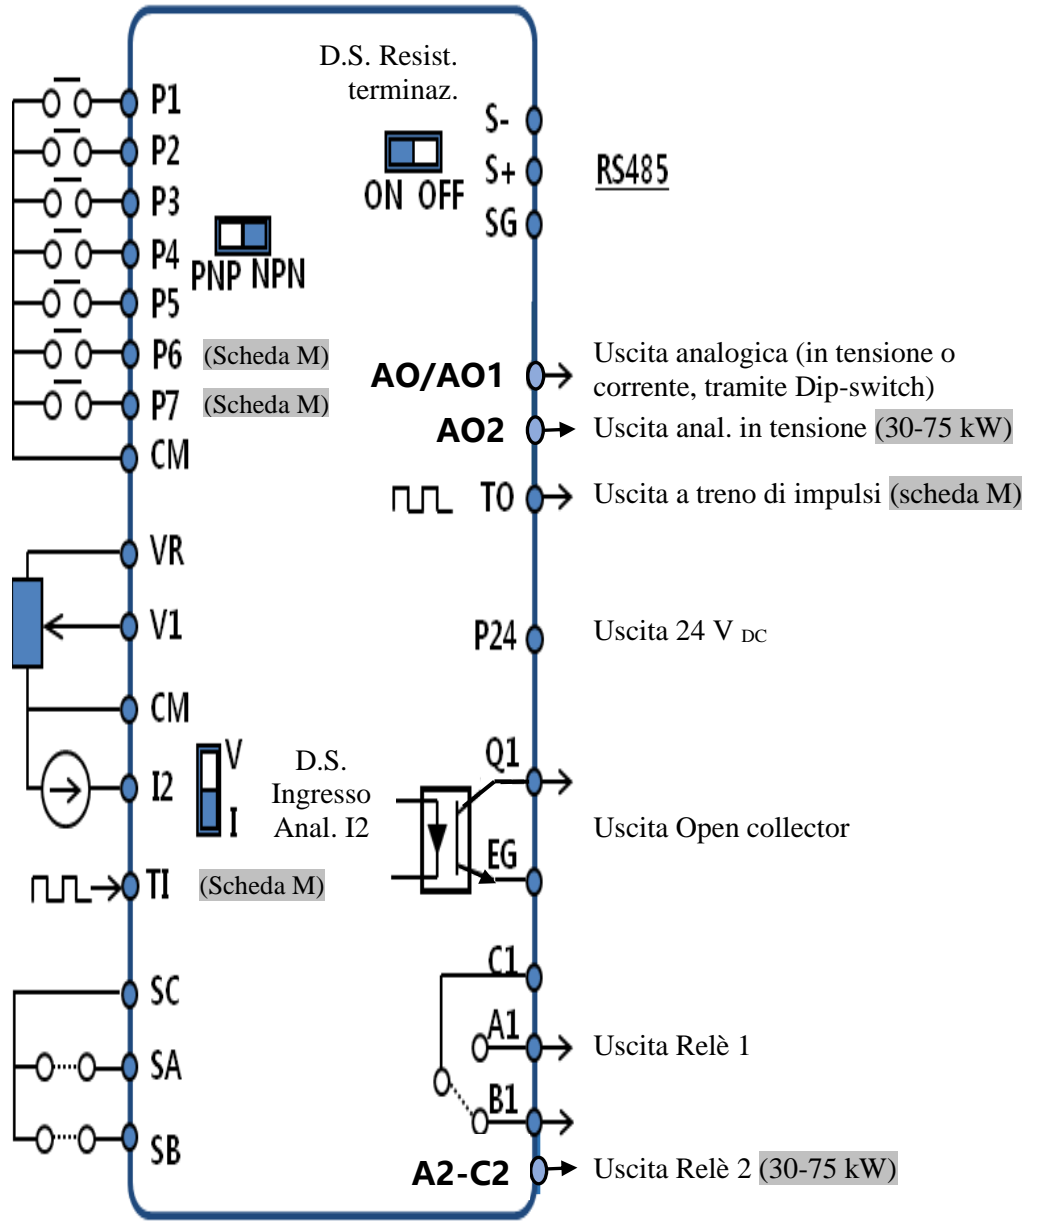 D.S. Resist.
terminaz.
P1
P2
P3
P4
P5
P6 (Scheda M)
P7 (Scheda M)
CM
PNP NPN
ON OFF
S-
S+
SG
RS485
AO/AO1
Uscita analogica (in tensione o
corrente, tramite Dip-switch)
AO2
Uscita anal. in tensione (30-75 kW)
TO
Uscita a treno di impulsi (scheda M)
VR
V1
CM
I2
V
I
D.S.
Ingresso
Anal. I2
TI (Scheda M)
P24
Uscita 24 V DC
Q1
EG
Uscita Open collector
SC
SA
SB
C1
A1
Uscita Relè 1
B1
A2-C2
Uscita Relè 2 (30-75 kW)